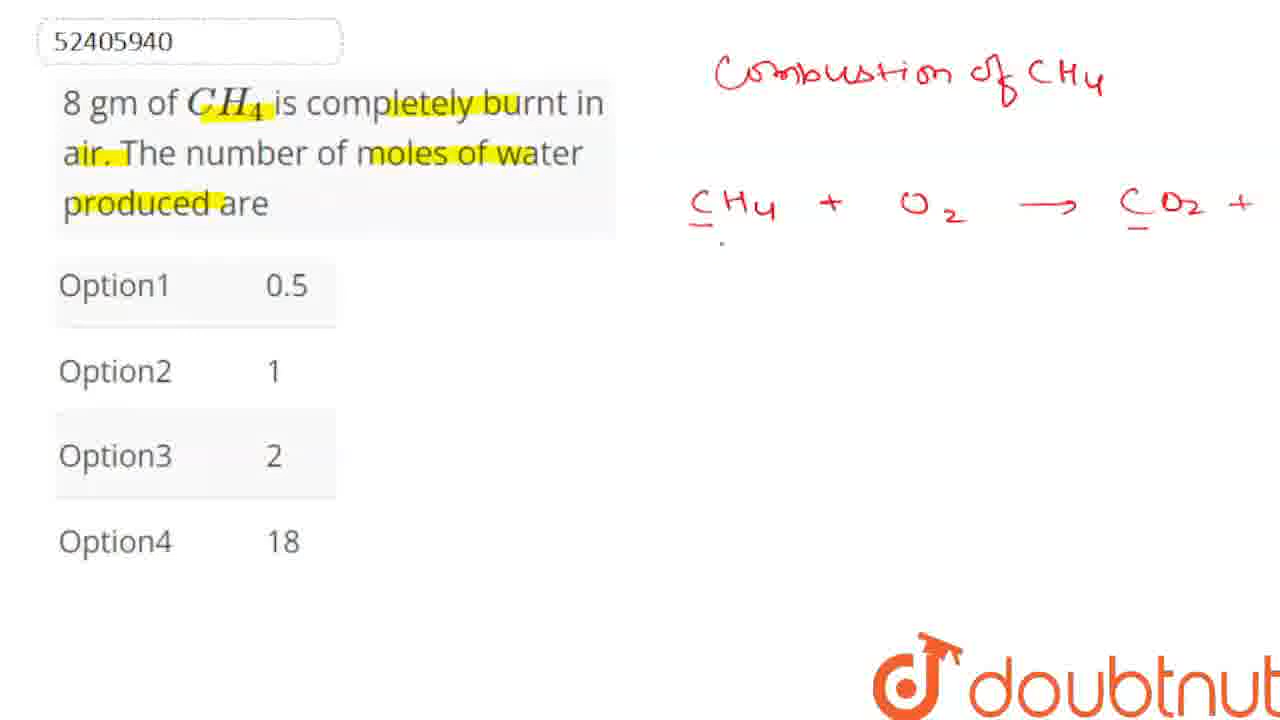 52405940
8 gm of CH₄ is completely burnt in
air. The number of moles of water
produced are
Option1 0.5
Option2 1
Option3 2
Option4 18
Combustion of CH₄
CH₄ + O₂ → CO₂ +
doubtnut